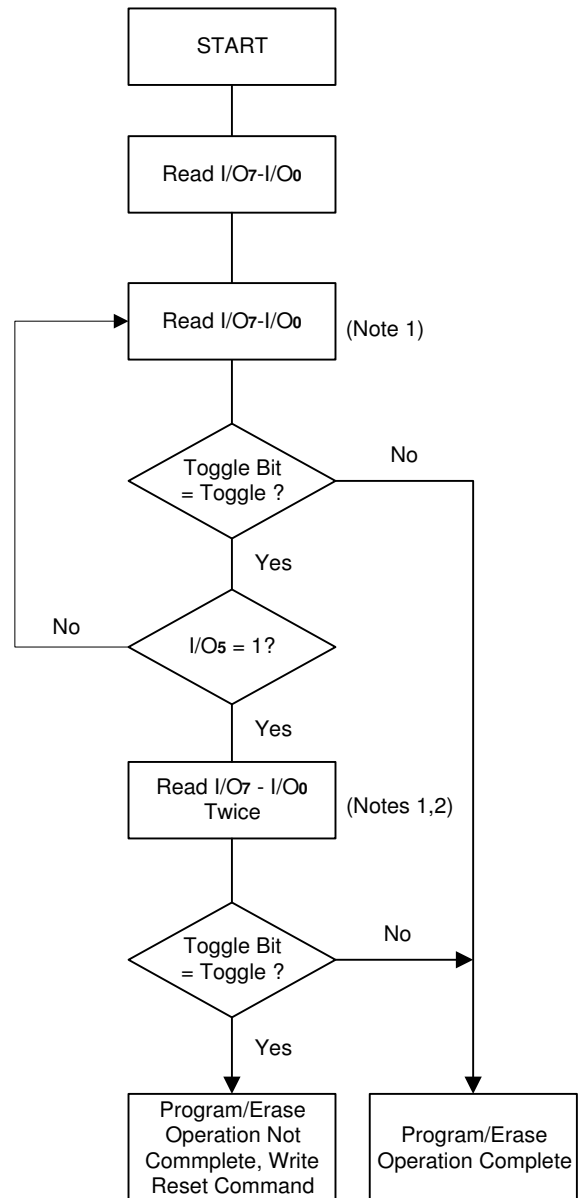 START
Read I/O7-I/O0
Read I/O7-I/O0
(Note 1)
Toggle Bit
= Toggle ?
No
Yes
I/O5 = 1?
No
Yes
Read I/O7 - I/O0
Twice
(Notes 1,2)
Toggle Bit
= Toggle ?
No
Yes
Program/Erase
Operation Not
Commplete, Write
Reset Command
Program/Erase
Operation Complete